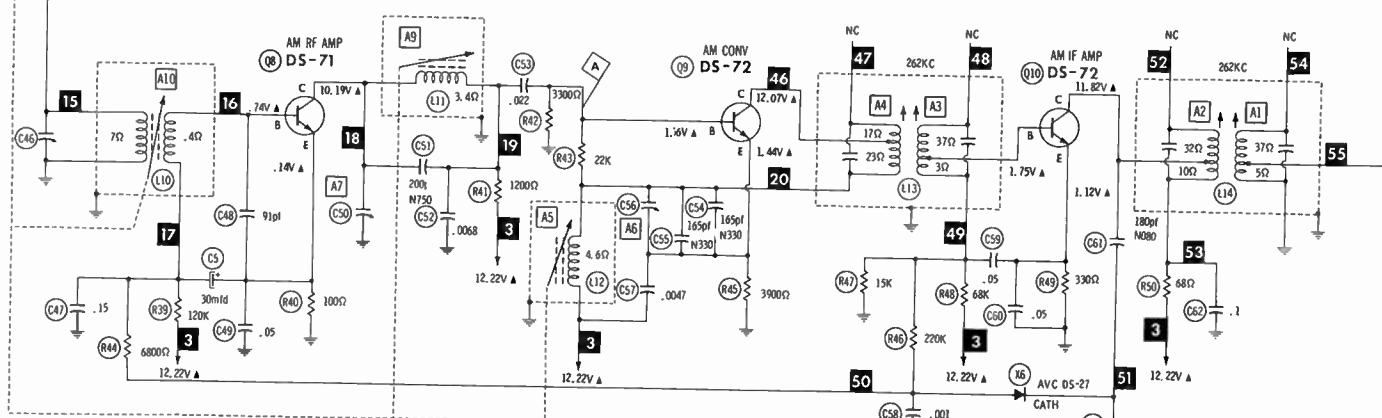 AM RF AMP
Q8 DS-71
A9
A10
15
16
.74V▲
C
B
E
10.19V▲
L11
3.4Ω
C53
.022
3300Ω
R42
A
AM CONV
Q9 DS-72
C
B
E
46
12.07V▲
1.16V▲
1.44V▲
NC
47
NC
48
262KC
A4
A3
17Ω
23Ω
37Ω
3Ω
L13
AM IF AMP
Q10 DS-72
11.82V▲
C
B
E
1.75V▲
1.12V▲
NC
52
NC
54
262KC
A2
A1
32Ω
10Ω
37Ω
5Ω
L14
55
C46
7Ω
.4Ω
L10
18
19
.14V▲
A7
C50
C51
N750
C52
.0068
R41
1200Ω
3
12.22V▲
R43
22K
20
17
C48
91pf
C5
30mfd
C47
.15
R39
120K
C49
.05
R40
100Ω
R44
6800Ω
3
12.22V▲
A5
4.6Ω
L12
A6
C56
C55
165pf
N330
C54
165pf
N330
C57
.0047
R45
3900Ω
3
12.22V▲
49
C59
.05
R47
15K
R48
68K
C60
.05
R49
330Ω
R46
220K
3
12.22V▲
C61
180pf
N080
53
R50
68Ω
C62
.1
3
12.22V▲
50
X6
AVC DS-27
CATH
51
C58
.001